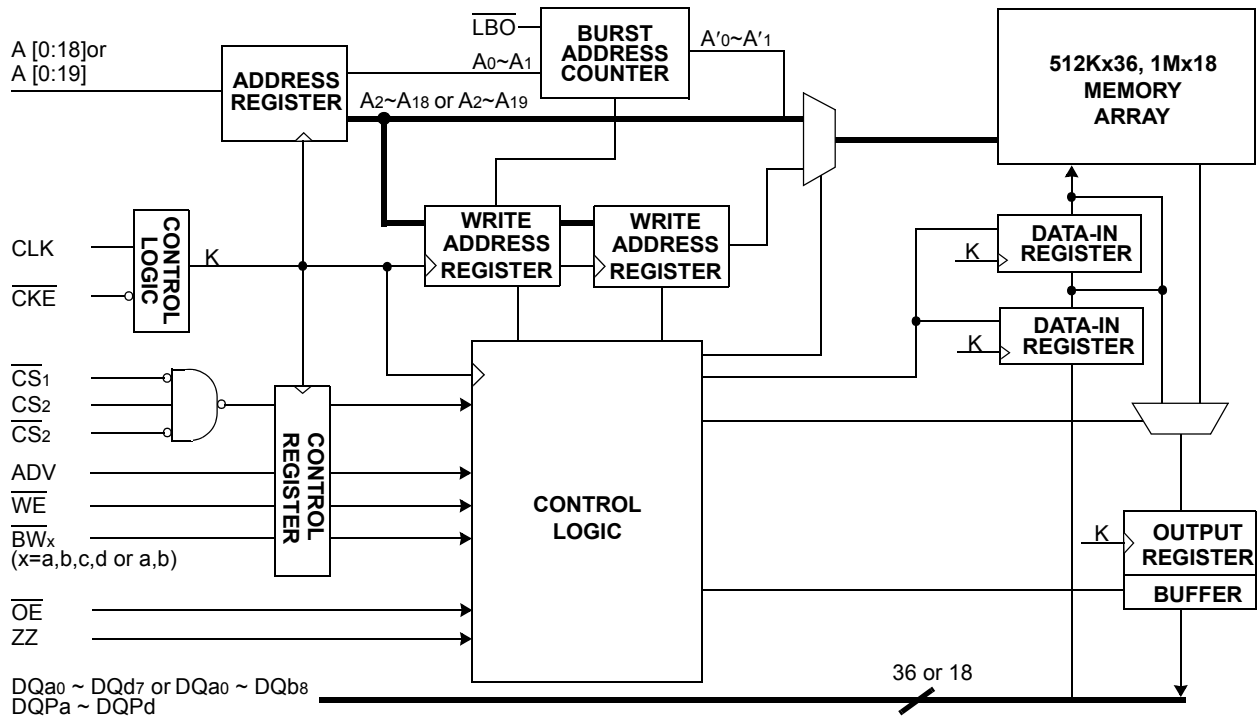 A [0:18]or
A [0:19]
ADDRESS
REGISTER
LBO
A0~A1
BURST
ADDRESS
COUNTER
A′0~A′1
A2~A18 or A2~A19
512Kx36, 1Mx18
MEMORY
ARRAY
WRITE
ADDRESS
REGISTER
WRITE
ADDRESS
REGISTER
CLK
CKE
CONTROL
LOGIC
K
K
DATA-IN
REGISTER
K
DATA-IN
REGISTER
CS1
CS2
CS2
ADV
WE
BWx
(x=a,b,c,d or a,b)
CONTROL
REGISTER
CONTROL
LOGIC
K
OUTPUT
REGISTER
BUFFER
OE
ZZ
DQa0 ~ DQd7 or DQa0 ~ DQb8
DQPa ~ DQPd
36 or 18